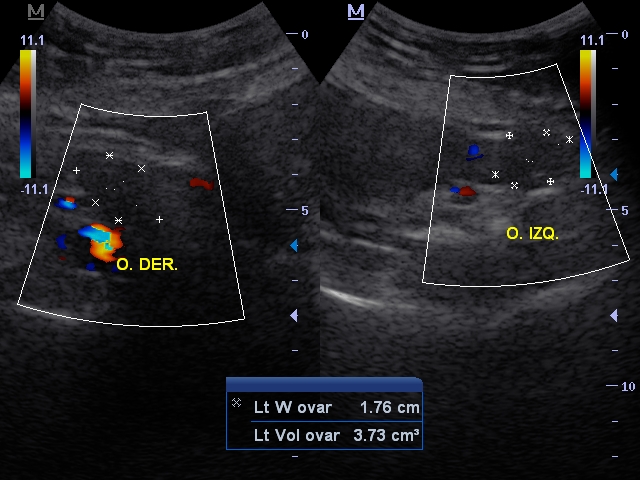 M
M
11.1
-11.1
0
5
O. DER.
11.1
-11.1
0
5
10
O. IZQ.
Lt W ovar 1.76 cm
Lt Vol ovar 3.73 cm³